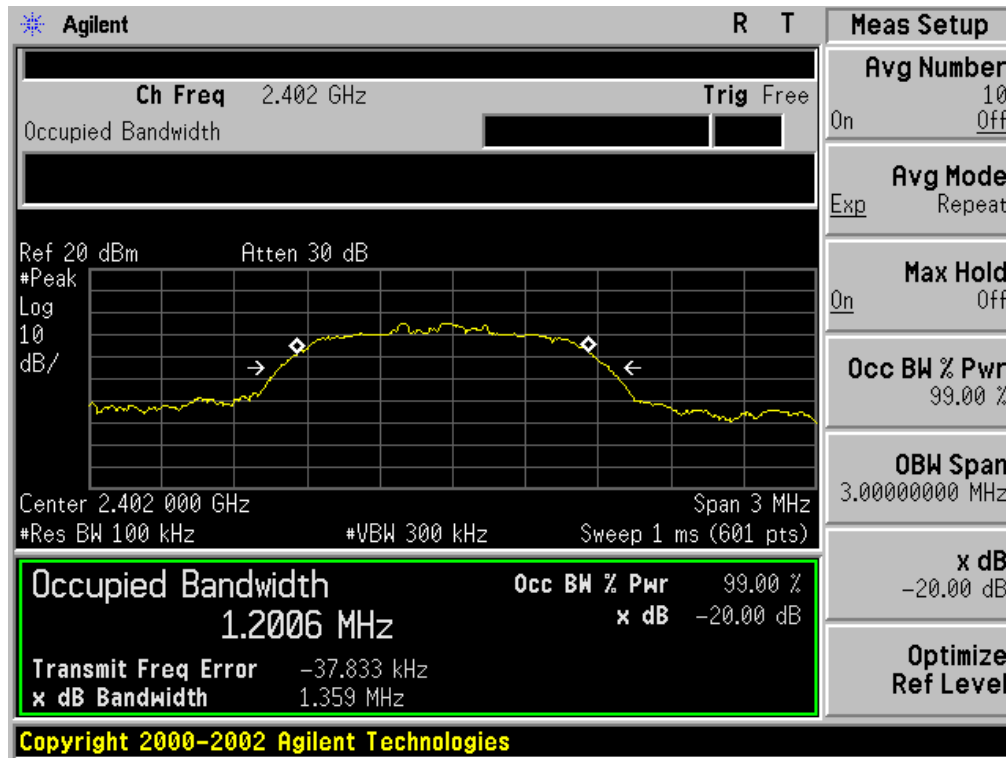 Agilent R T
Ch Freq 2.402 GHz Trig Free
Occupied Bandwidth
Ref 20 dBm Atten 30 dB
#Peak
Log
10
dB/
Center 2.402 000 GHz Span 3 MHz
#Res BW 100 kHz #VBW 300 kHz Sweep 1 ms (601 pts)
Occupied Bandwidth Occ BW % Pwr 99.00 %
1.2006 MHz x dB -20.00 dB
Transmit Freq Error -37.833 kHz
x dB Bandwidth 1.359 MHz
Copyright 2000-2002 Agilent Technologies
Meas Setup
Avg Number
10
On Off
Avg Mode
Exp Repeat
Max Hold
On Off
Occ BW % Pwr
99.00 %
OBW Span
3.00000000 MHz
x dB
-20.00 dB
Optimize
Ref Level